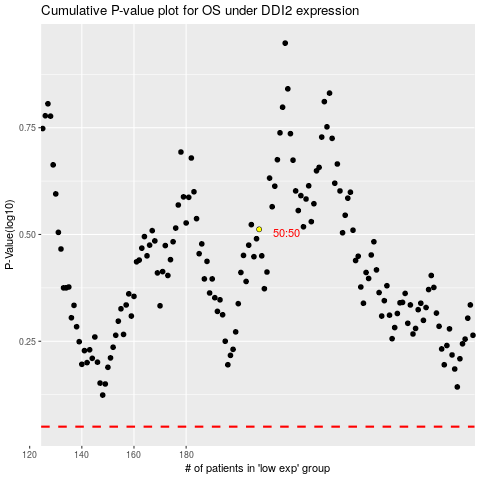 Cumulative P-value plot for OS under DDI2 expression
P-Value(log10)
0.75
0.50
0.25
50:50
120 140 160 180
# of patients in 'low exp' group